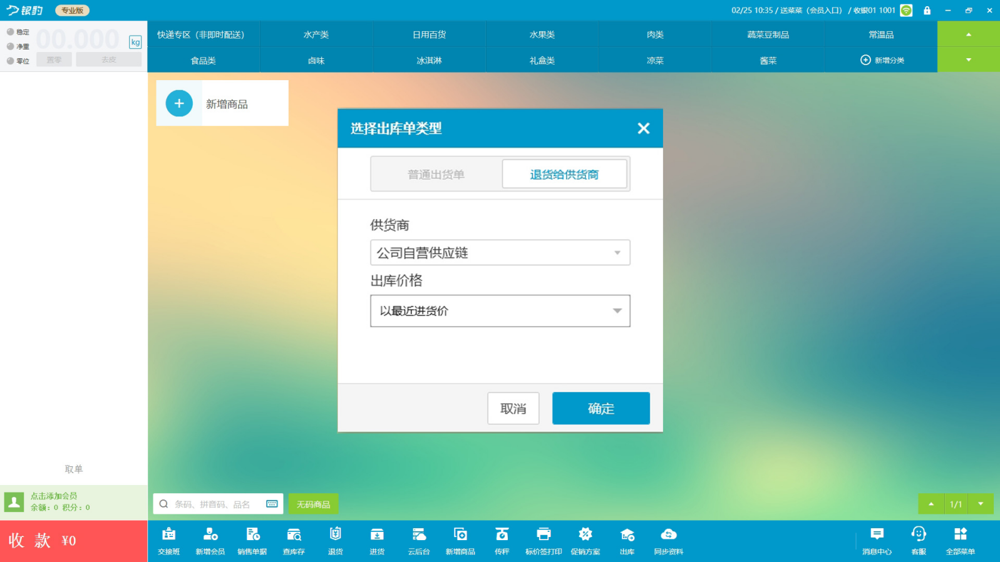 银豹 专业版
02/25 10:35 / 送菜菜（会员入口） / 收银01 1001
稳定
净重
零位
00.000
kg
置零 去皮
快递专区（非即时配送） 水产类 日用百货 水果类 肉类 蔬菜豆制品 常温品
食品类 卤味 冰淇淋 礼盒类 凉菜 酱菜 新增分类
新增商品
选择出库单类型
普通出货单 退货给供货商
供货商
公司自营供应链
出库价格
以最近进货价
取消 确定
取单
点击添加会员
余额：0 积分：0
条码、拼音码、品名 无码商品
1/1
收 款 ¥0
交接班 新增会员 销售单据 查库存 退货 进货 云后台 新增商品 传秤 标价签打印 促销方案 出库 同步资料 消息中心 客服 全部菜单